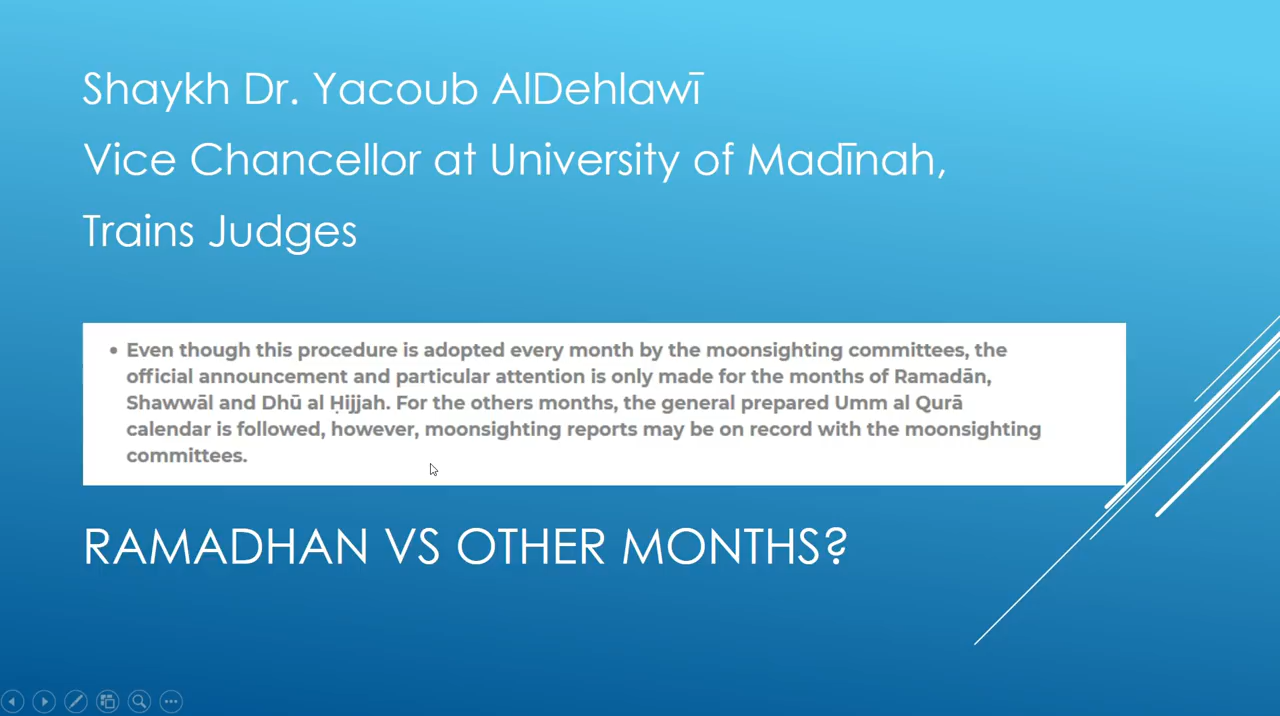 Shaykh Dr. Yacoub AlDehlawī
Vice Chancellor at University of Madīnah,
Trains Judges
• Even though this procedure is adopted every month by the moonsighting committees, the
official announcement and particular attention is only made for the months of Ramadān,
Shawwāl and Dhū al Ḥijjah. For the others months, the general prepared Umm al Qurā
calendar is followed, however, moonsighting reports may be on record with the moonsighting
committees.
RAMADHAN VS OTHER MONTHS?